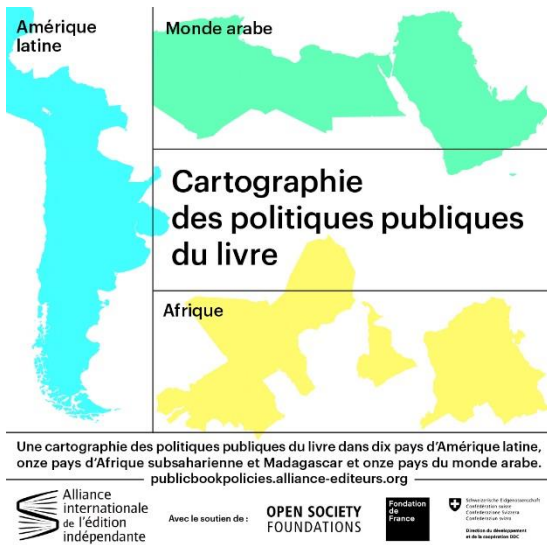 Amérique
latine
Monde arabe
Cartographie
des politiques publiques
du livre
Afrique
Une cartographie des politiques publiques du livre dans dix pays d’Amérique latine,
onze pays d’Afrique subsaharienne et Madagascar et onze pays du monde arabe.
publicbookpolicies.alliance-editeurs.org
Alliance
internationale
de l’édition
indépendante
Avec le soutien de :
OPEN SOCIETY
FOUNDATIONS
Fondation
de
France
Schweizerische Eidgenossenschaft
Confédération suisse
Confederazione Svizzera
Confederaziun svizra
Direction du développement
et de la coopération DDC